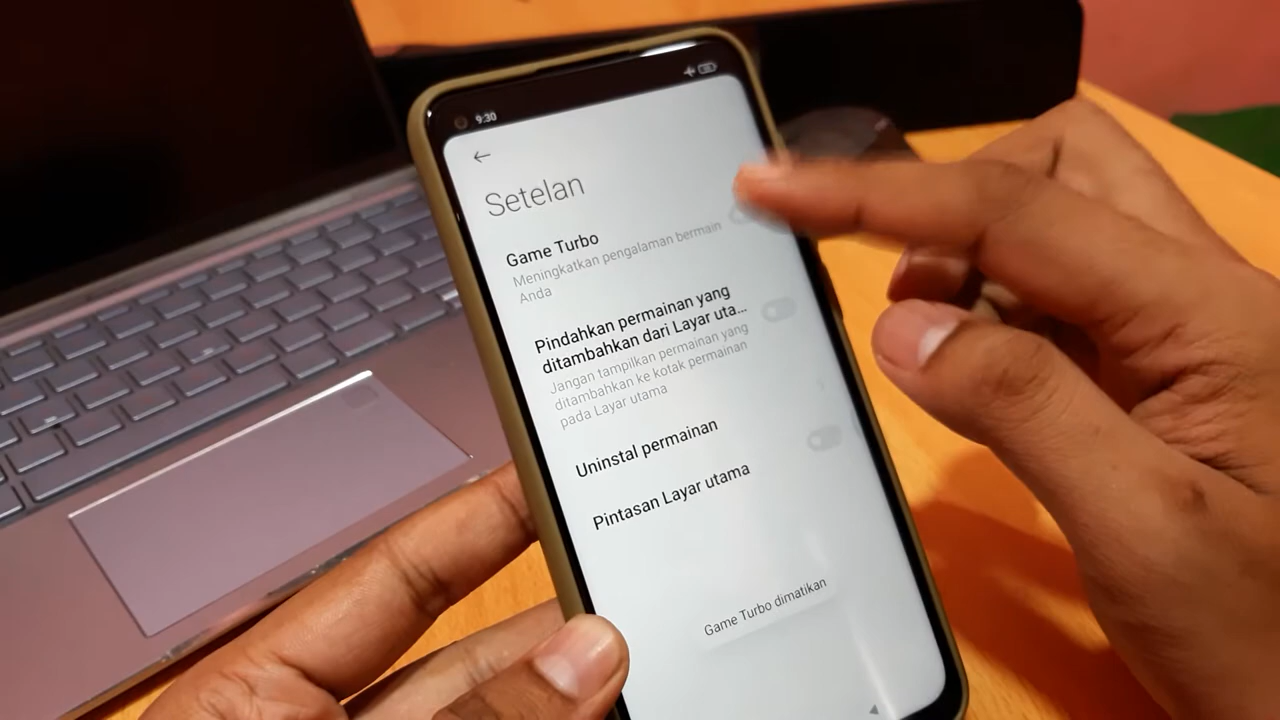 9:30
Setelan
Game Turbo
Meningkatkan pengalaman bermain
Anda
Pindahkan permainan yang
ditambahkan dari Layar uta...
Jangan tampilkan permainan yang
ditambahkan ke kotak permainan
pada Layar utama
Uninstal permainan
Pintasan Layar utama
Game Turbo dimatikan